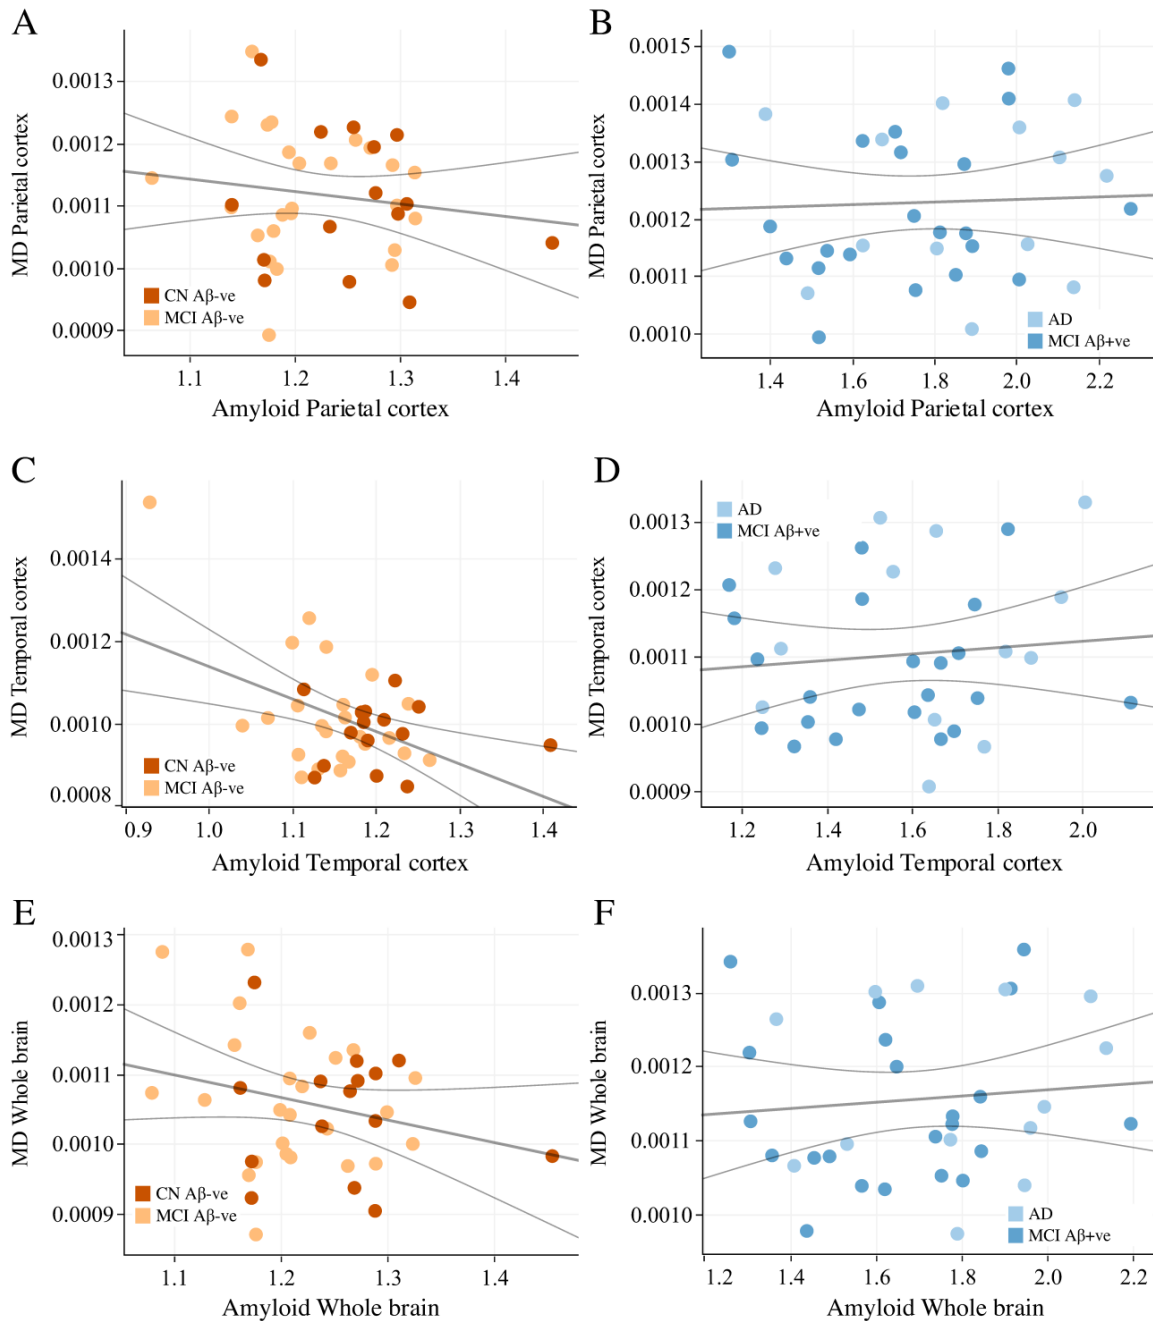 A
MD Parietal cortex
0.0013
0.0012
0.0011
0.0010
0.0009
CN Aβ-ve
MCI Aβ-ve
1.1 1.2 1.3 1.4
Amyloid Parietal cortex
B
MD Parietal cortex
0.0015
0.0014
0.0013
0.0012
0.0011
0.0010
AD
MCI Aβ+ve
1.4 1.6 1.8 2.0 2.2
Amyloid Parietal cortex
C
MD Temporal cortex
0.0014
0.0012
0.0010
0.0008
CN Aβ-ve
MCI Aβ-ve
0.9 1.0 1.1 1.2 1.3 1.4
Amyloid Temporal cortex
D
MD Temporal cortex
0.0013
0.0012
0.0011
0.0010
0.0009
AD
MCI Aβ+ve
1.2 1.4 1.6 1.8 2.0
Amyloid Temporal cortex
E
MD Whole brain
0.0013
0.0012
0.0011
0.0010
0.0009
CN Aβ-ve
MCI Aβ-ve
1.1 1.2 1.3 1.4
Amyloid Whole brain
F
MD Whole brain
0.0013
0.0012
0.0011
0.0010
AD
MCI Aβ+ve
1.2 1.4 1.6 1.8 2.0 2.2
Amyloid Whole brain